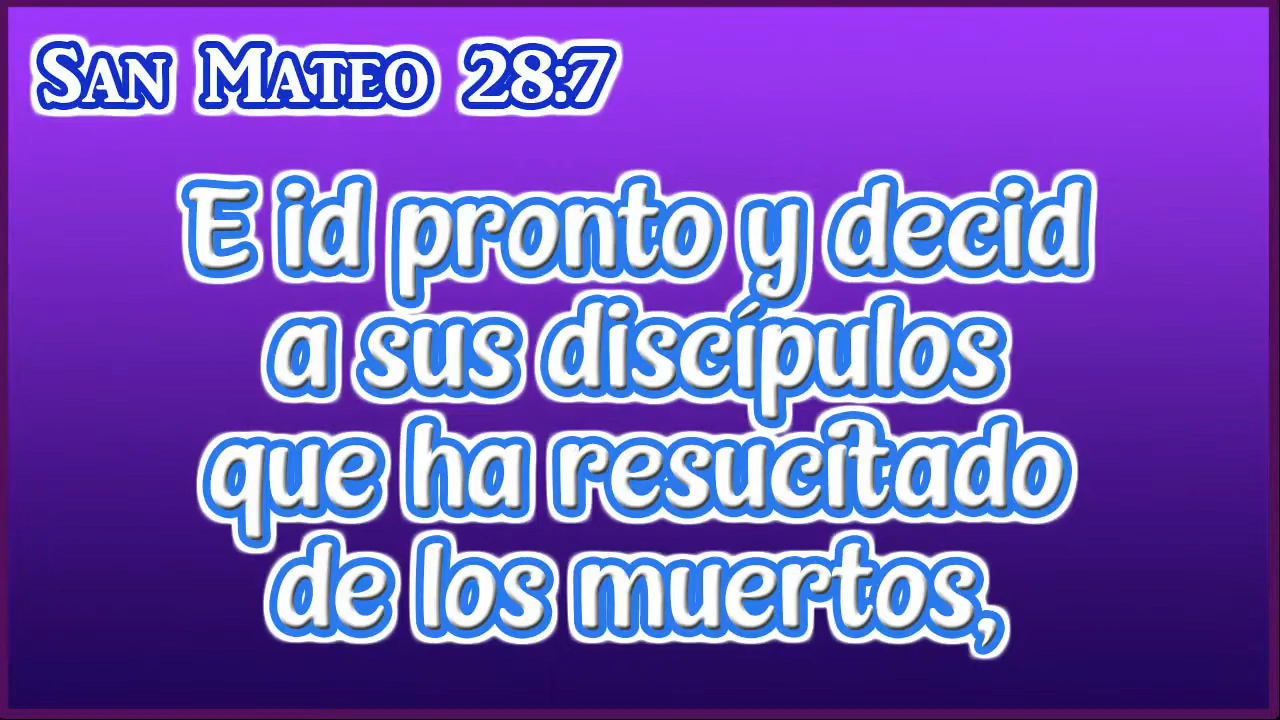 San Mateo 28:7
E id pronto y decid
a sus discípulos
que ha resucitado
de los muertos,